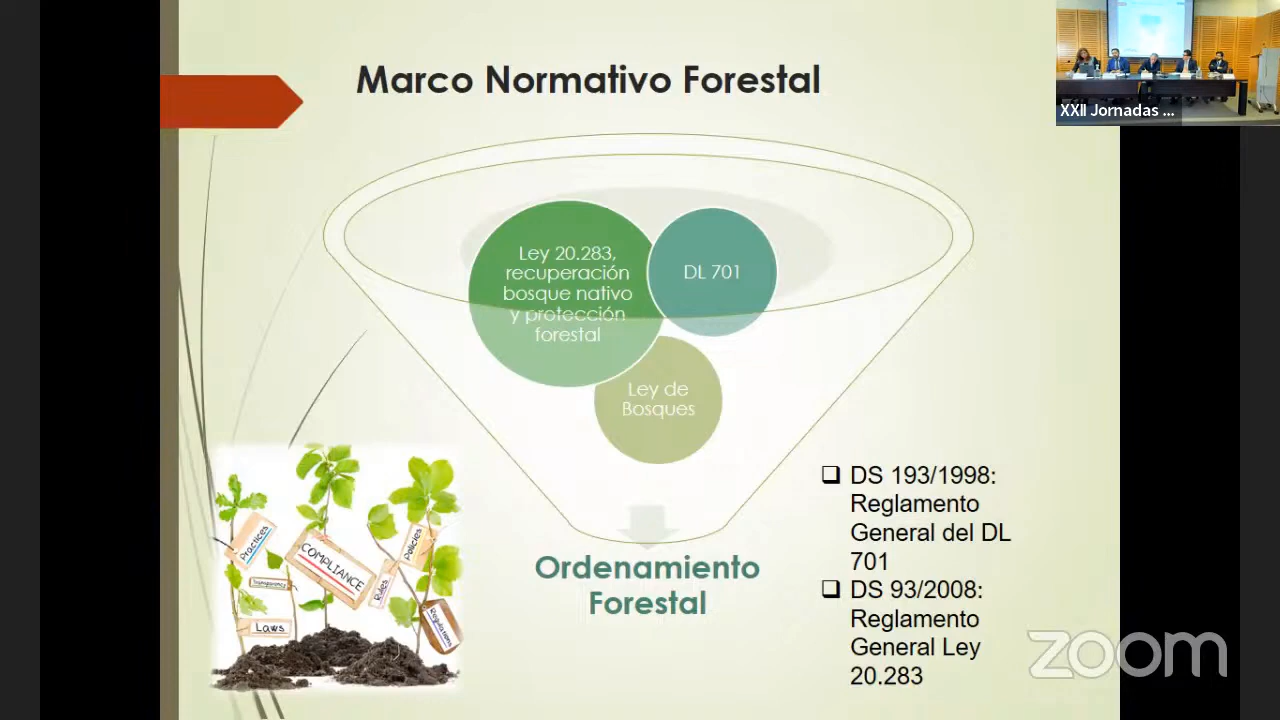 Marco Normativo Forestal
XXII Jornadas ...
Ley 20.283,
recuperación
bosque nativo
y protección
forestal
DL 701
Ley de
Bosques
Ordenamiento
Forestal
DS 193/1998:
Reglamento
General del DL
701
DS 93/2008:
Reglamento
General Ley
20.283
Practices
COMPLIANCE
Policies
Transparence
Rules
Laws
Regulations
zoom